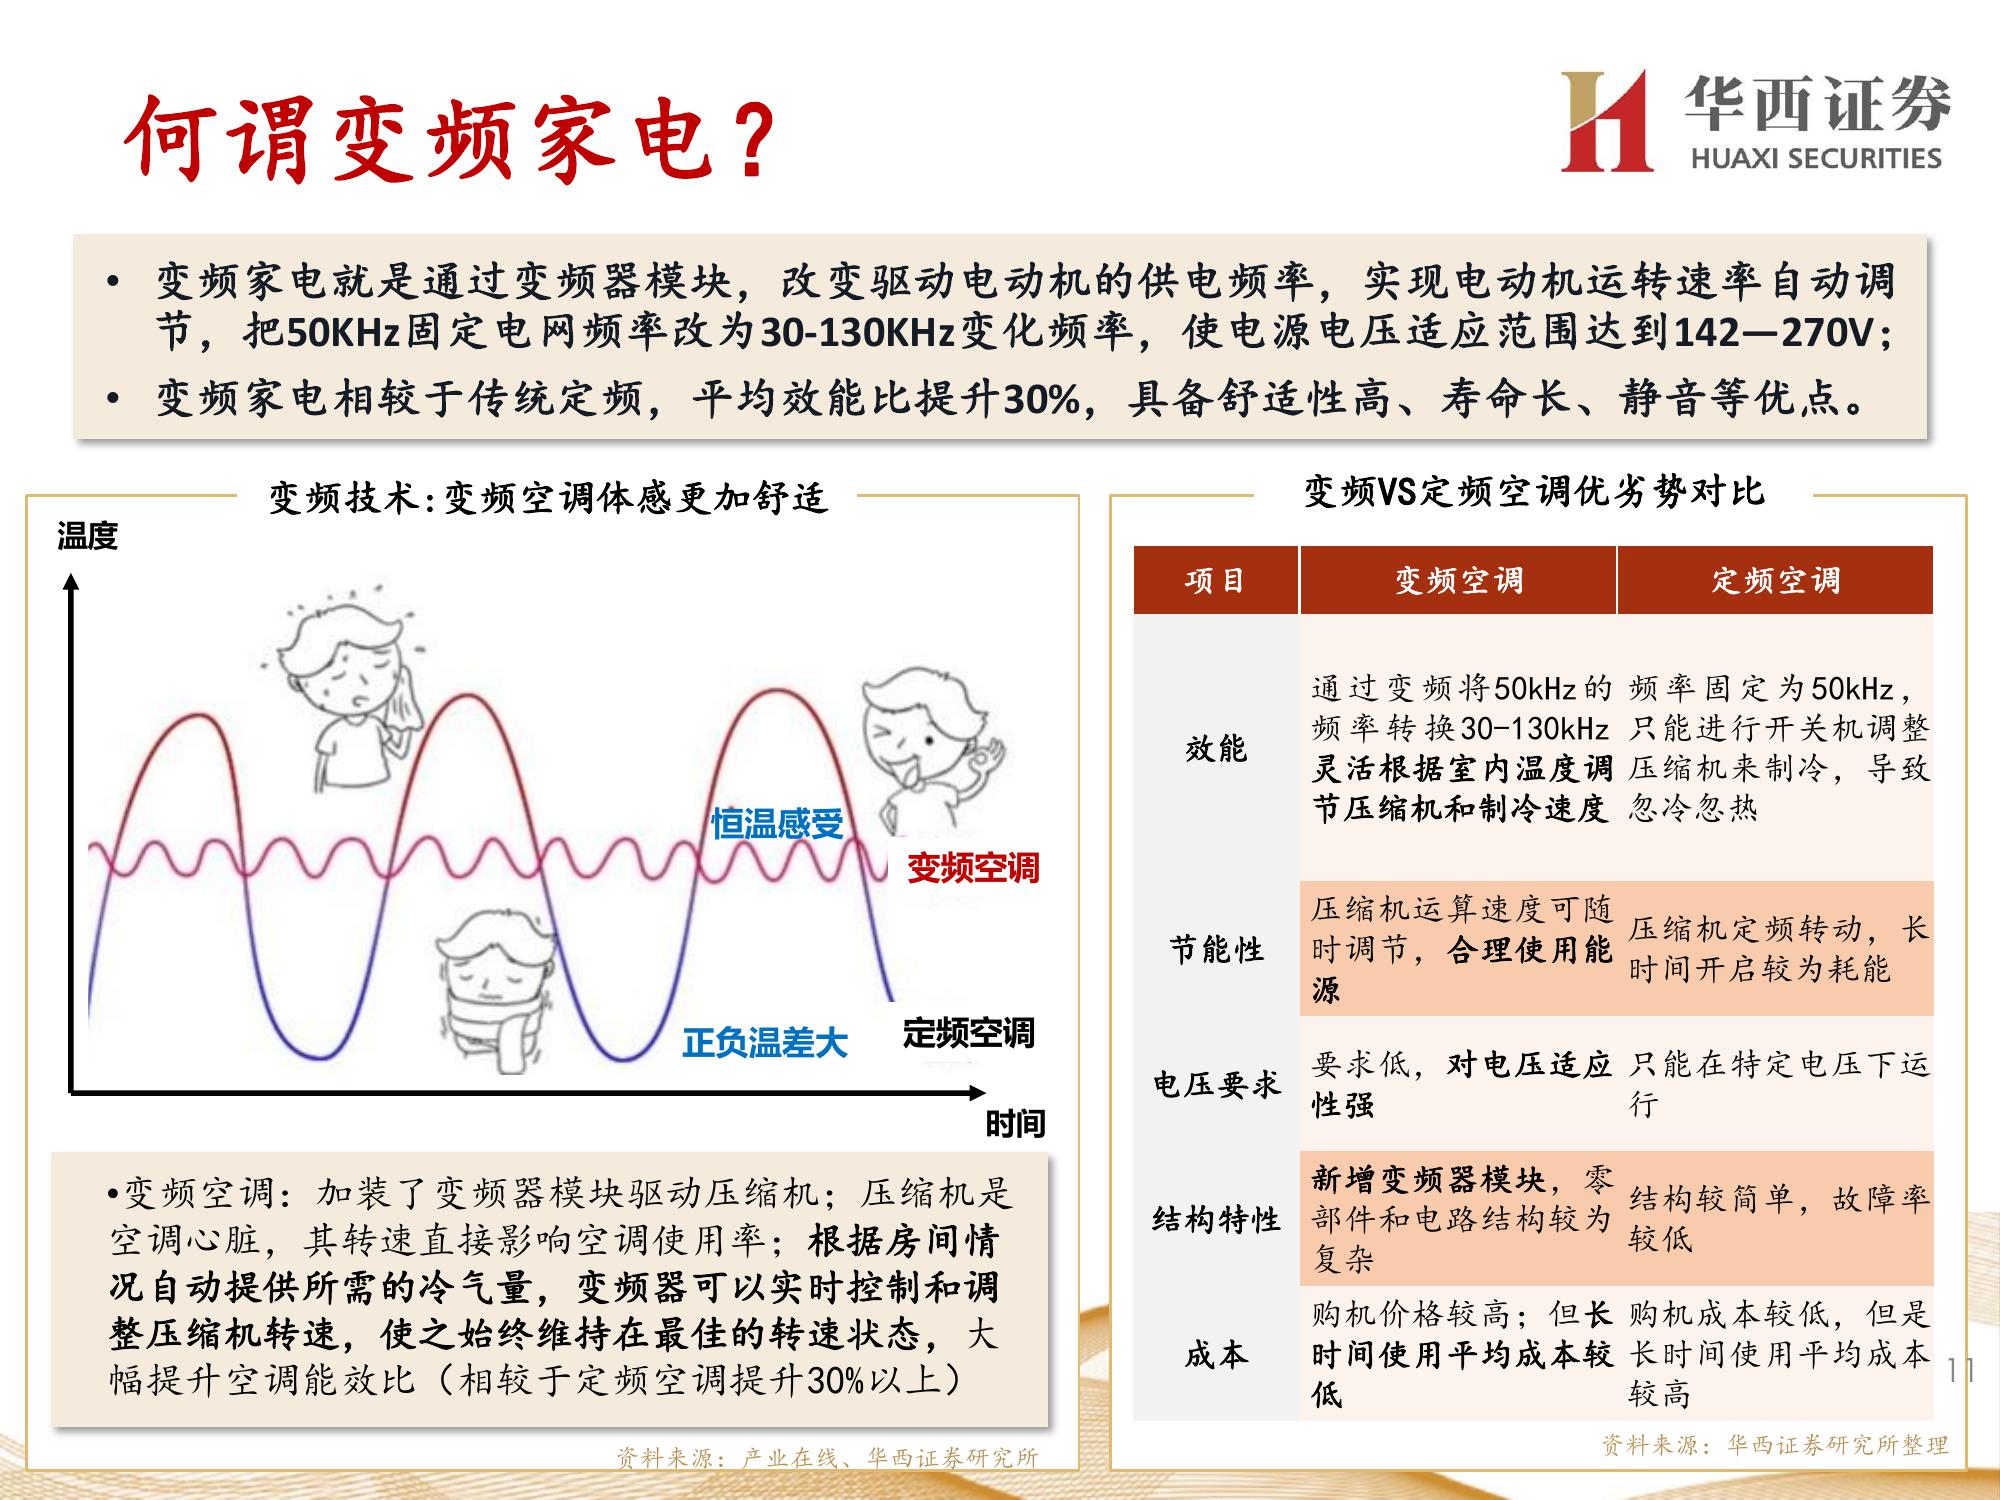 何谓变频家电？
华西证券
HUAXI SECURITIES
• 变频家电就是通过变频器模块，改变驱动电动机的供电频率，实现电动机运转速率自动调
节，把50KHz固定电网频率改为30-130KHz变化频率，使电源电压适应范围达到142—270V；
• 变频家电相较于传统定频，平均效能比提升30%，具备舒适性高、寿命长、静音等优点。
变频技术:变频空调体感更加舒适
温度
恒温感受
变频空调
正负温差大
定频空调
时间
•变频空调：加装了变频器模块驱动压缩机；压缩机是
空调心脏，其转速直接影响空调使用率；根据房间情
况自动提供所需的冷气量，变频器可以实时控制和调
整压缩机转速，使之始终维持在最佳的转速状态，大
幅提升空调能效比（相较于定频空调提升30%以上）
资料来源：产业在线、华西证券研究所
变频VS定频空调优劣势对比
项目
变频空调
定频空调
效能
通过变频将50kHz的
频率转换30-130kHz
灵活根据室内温度调
节压缩机和制冷速度
频率固定为50kHz，
只能进行开关机调整
压缩机来制冷，导致
忽冷忽热
节能性
压缩机运算速度可随
时调节，合理使用能
源
压缩机定频转动，长
时间开启较为耗能
电压要求
要求低，对电压适应
性强
只能在特定电压下运
行
结构特性
新增变频器模块，零
部件和电路结构较为
复杂
结构较简单，故障率
较低
成本
购机价格较高；但长
时间使用平均成本较
低
购机成本较低，但是
长时间使用平均成本
较高
11
资料来源：华西证券研究所整理